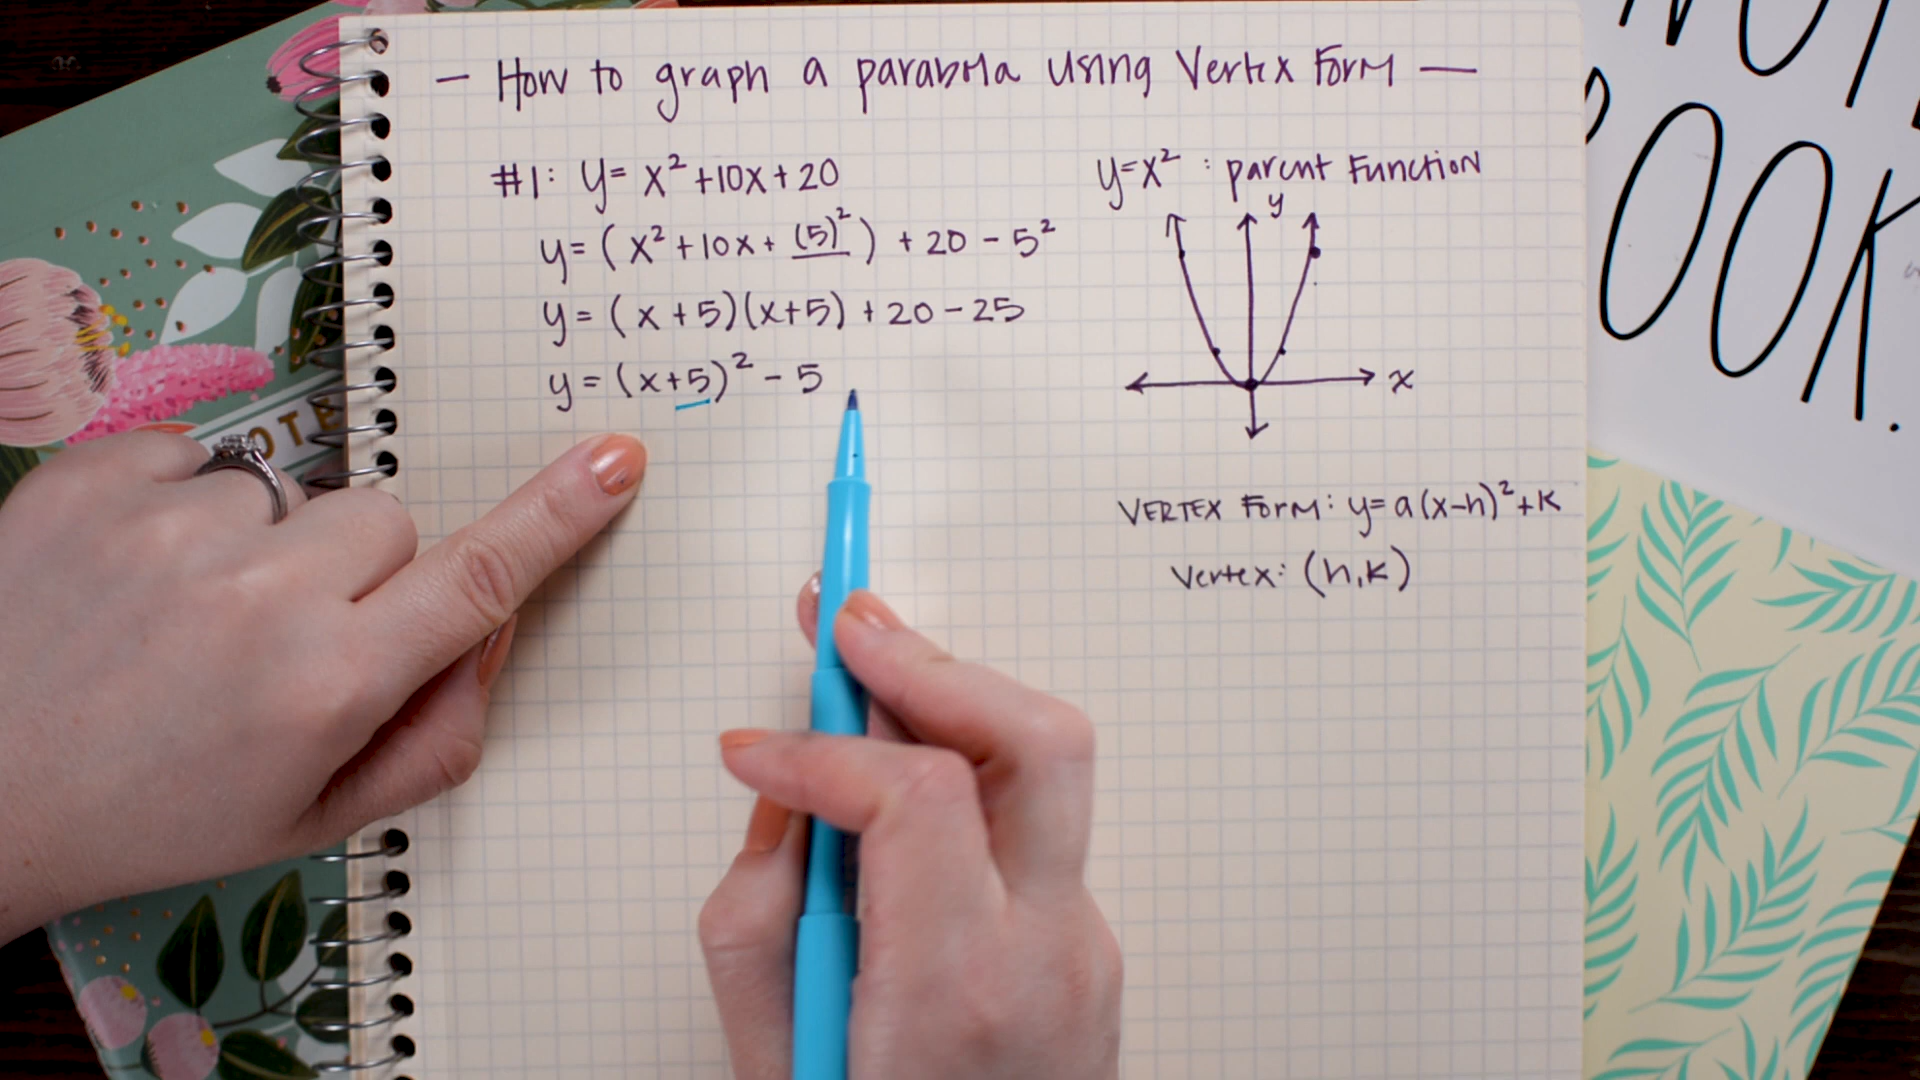 — How to graph a parabola using Vertex Form —
#1: y= x² +10x + 20
y= ( x² +10x + (5)² ) + 20 - 5²
y= ( x + 5)(x+5) + 20 - 25
y = (x+5)² - 5
y=x² : parent Function
y
x
VERTEX Form: y= a(x-h)²+k
Vertex: (h,k)
NOTE
OOK.